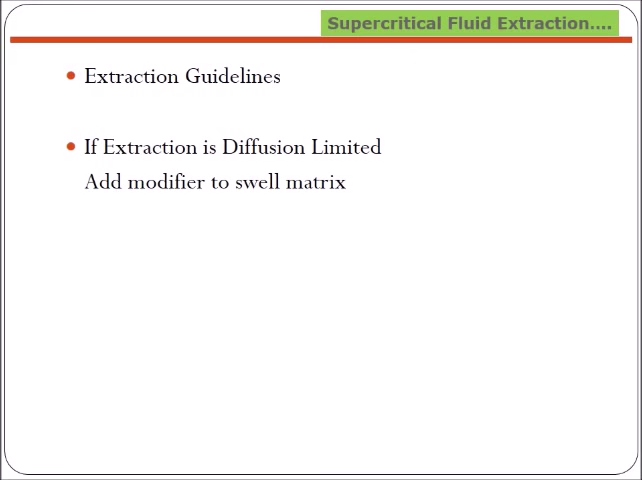 Supercritical Fluid Extraction....
Extraction Guidelines
If Extraction is Diffusion Limited
Add modifier to swell matrix